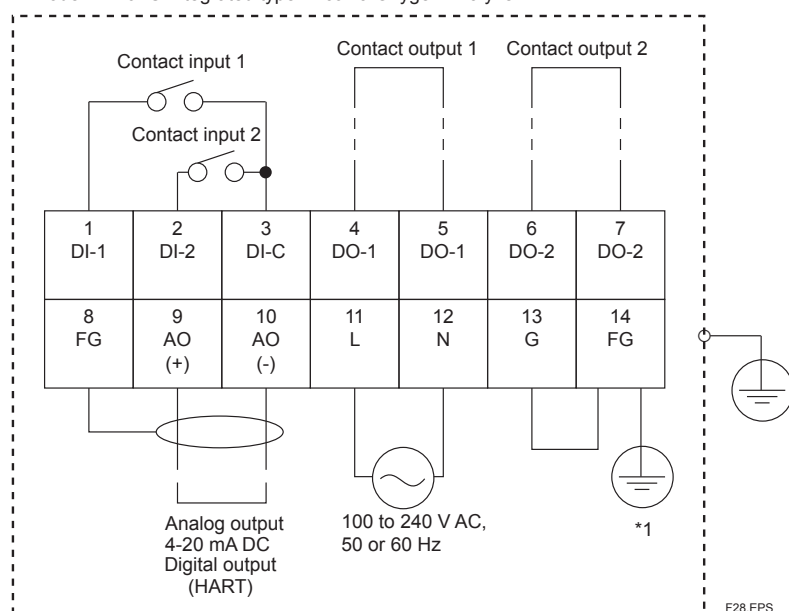 Contact input 1
Contact output 1
Contact output 2
Contact input 2
1
DI-1
2
DI-2
3
DI-C
4
DO-1
5
DO-1
6
DO-2
7
DO-2
8
FG
9
AO
(+)
10
AO
(-)
11
L
12
N
13
G
14
FG
Analog output
4-20 mA DC
Digital output
(HART)
100 to 240 V AC,
50 or 60 Hz
*1
F28.EPS